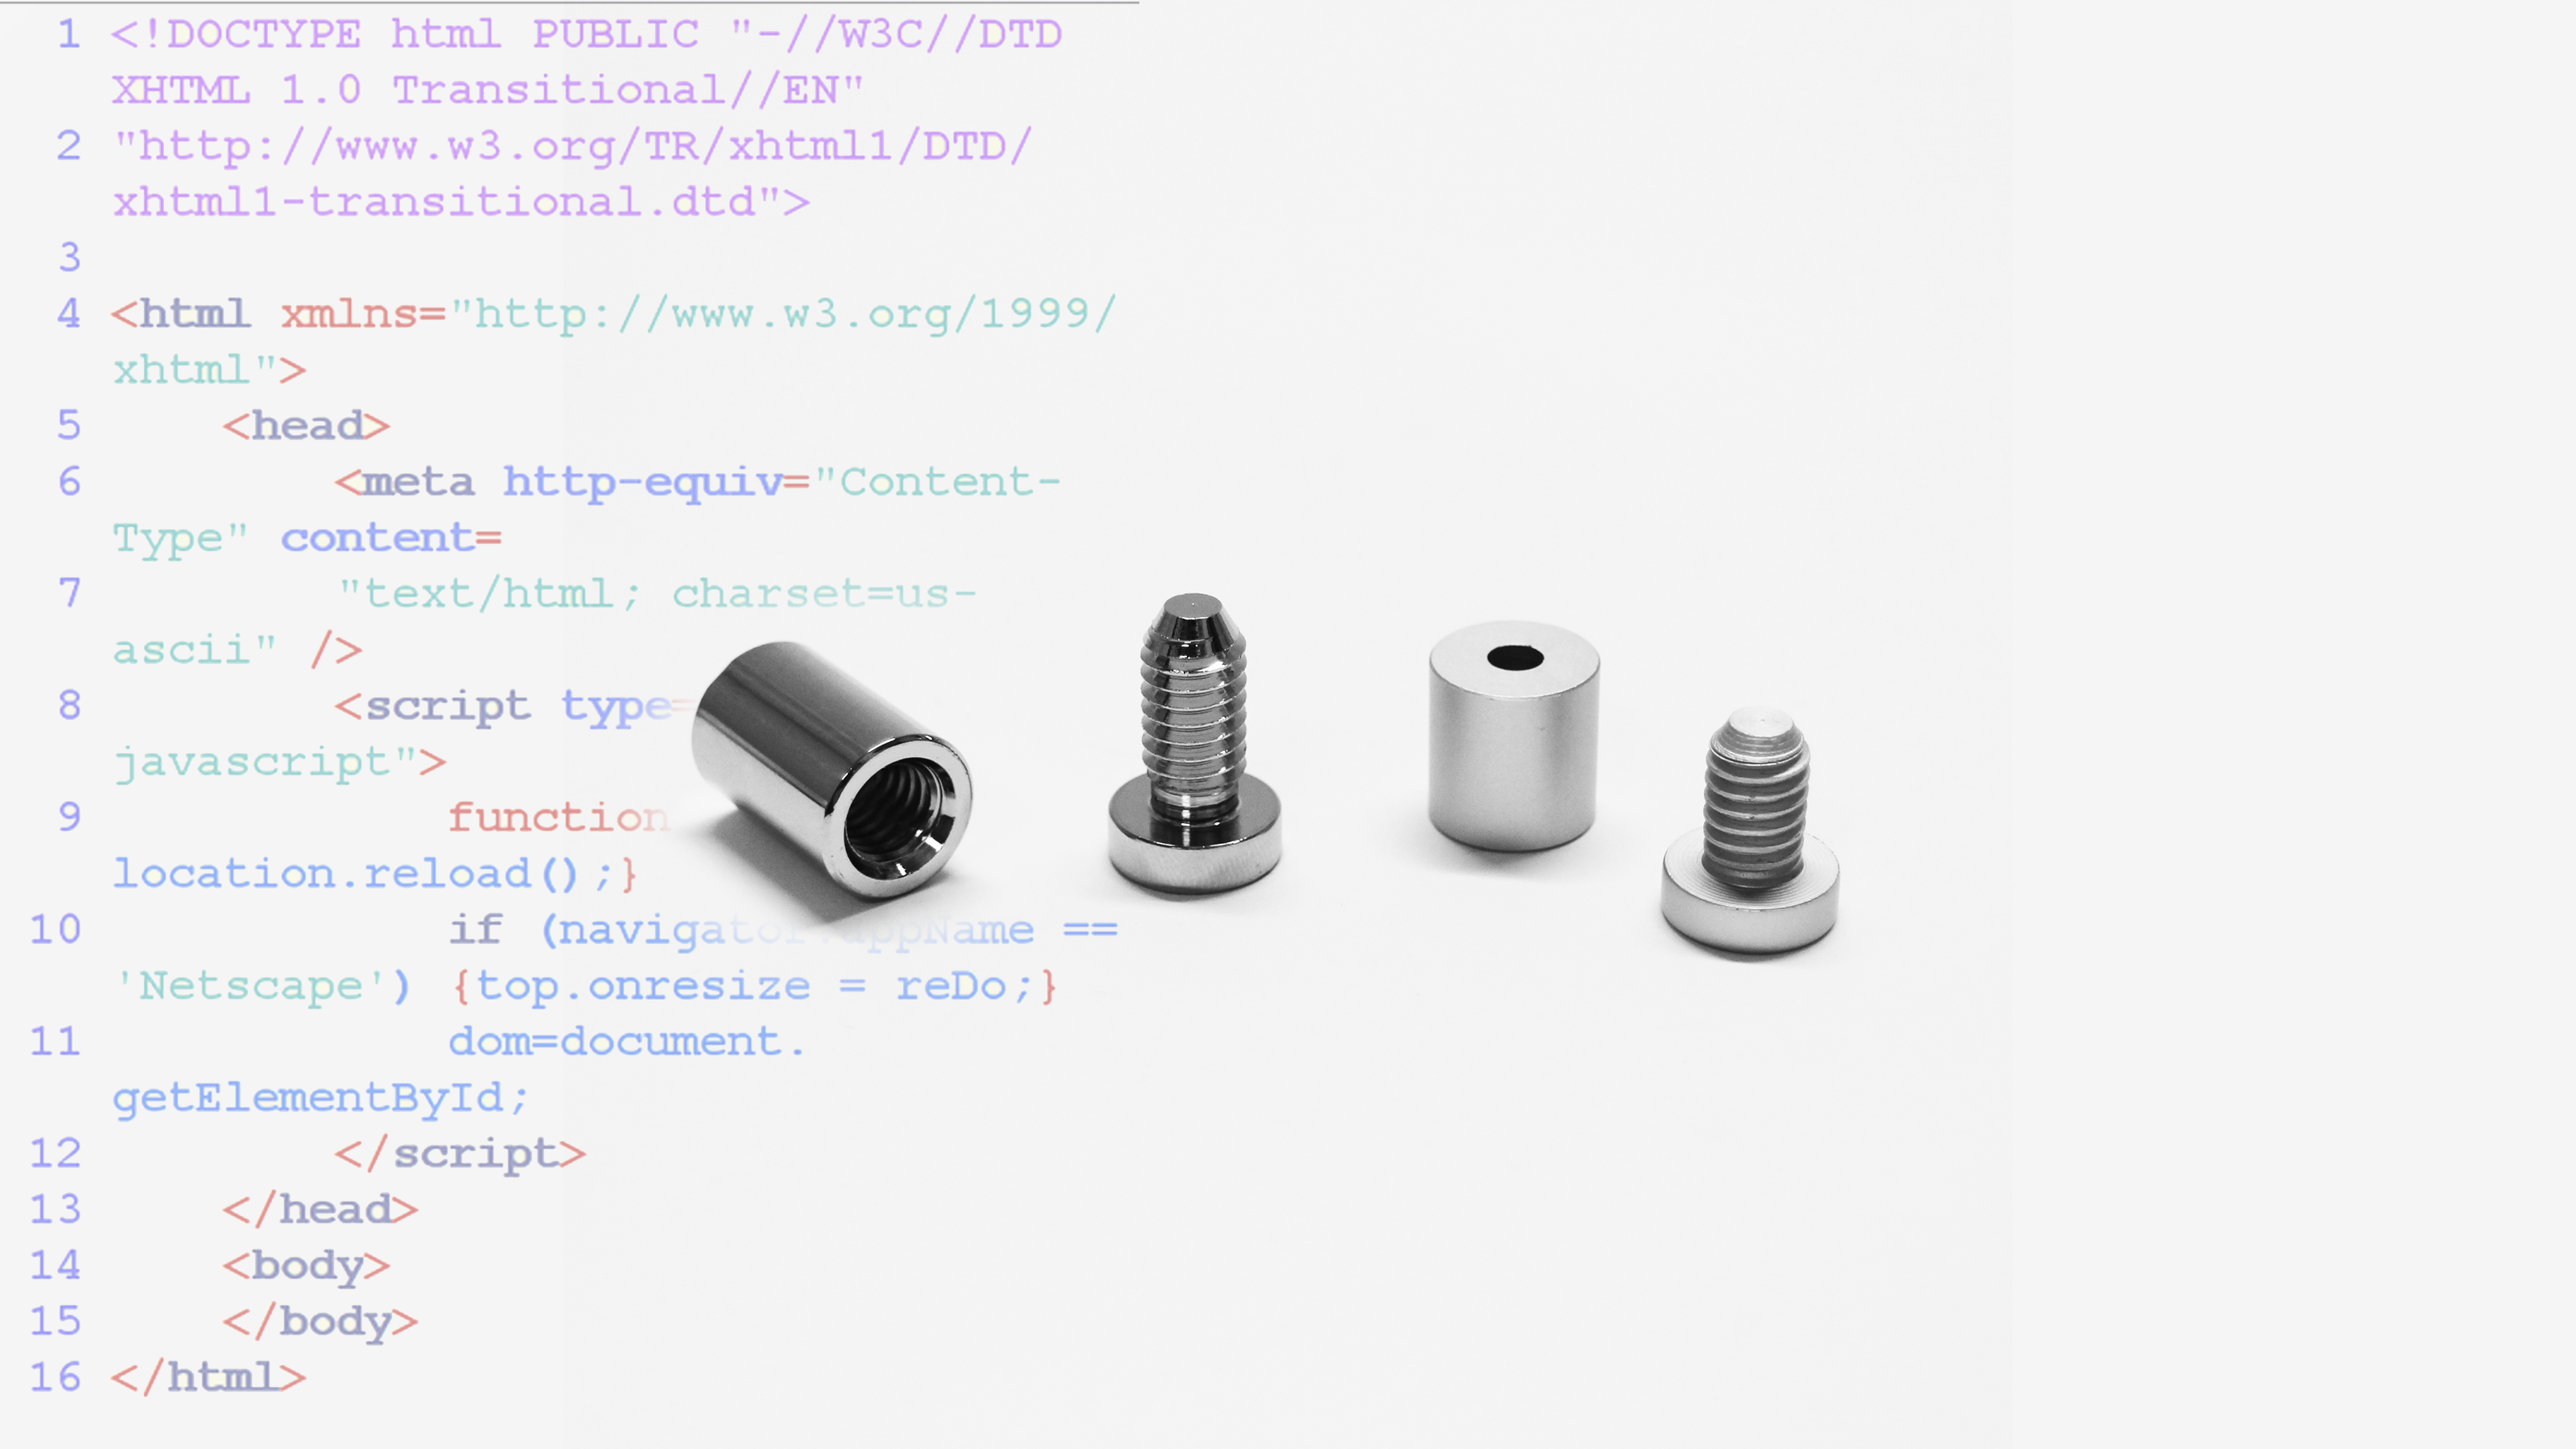 1 <!DOCTYPE html PUBLIC "-//W3C//DTD
XHTML 1.0 Transitional//EN"
2 "http://www.w3.org/TR/xhtml1/DTD/
xhtml1-transitional.dtd">
3
4 <html xmlns="http://www.w3.org/1999/
xhtml">
5 <head>
6 <meta http-equiv="Content-
Type" content=
7 "text/html; charset=us-
ascii" />
8 <script type=
javascript">
9 function
location.reload();}
10 if (navigator.appName ==
'Netscape') {top.onresize = reDo;}
11 dom=document.
getElementById;
12 </script>
13 </head>
14 <body>
15 </body>
16 </html>